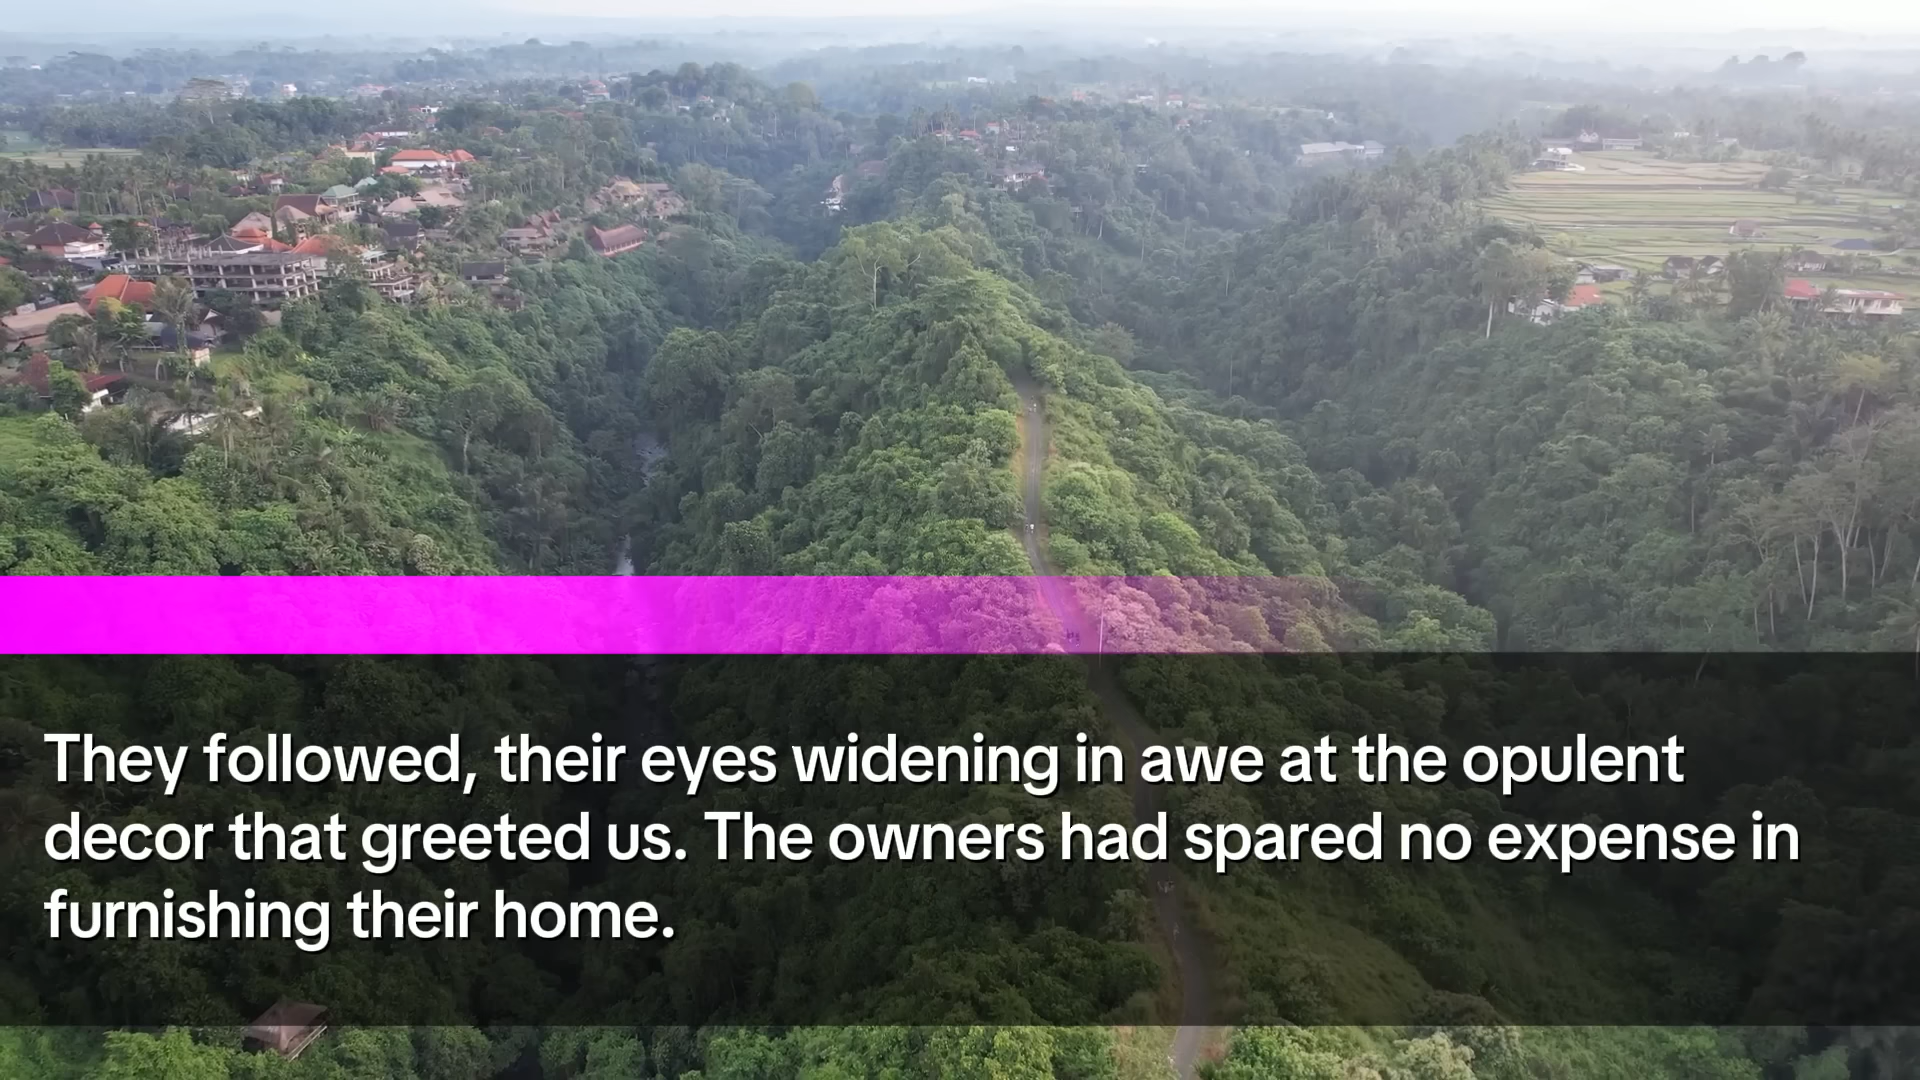 They followed, their eyes widening in awe at the opulent
decor that greeted us. The owners had spared no expense in
furnishing their home.